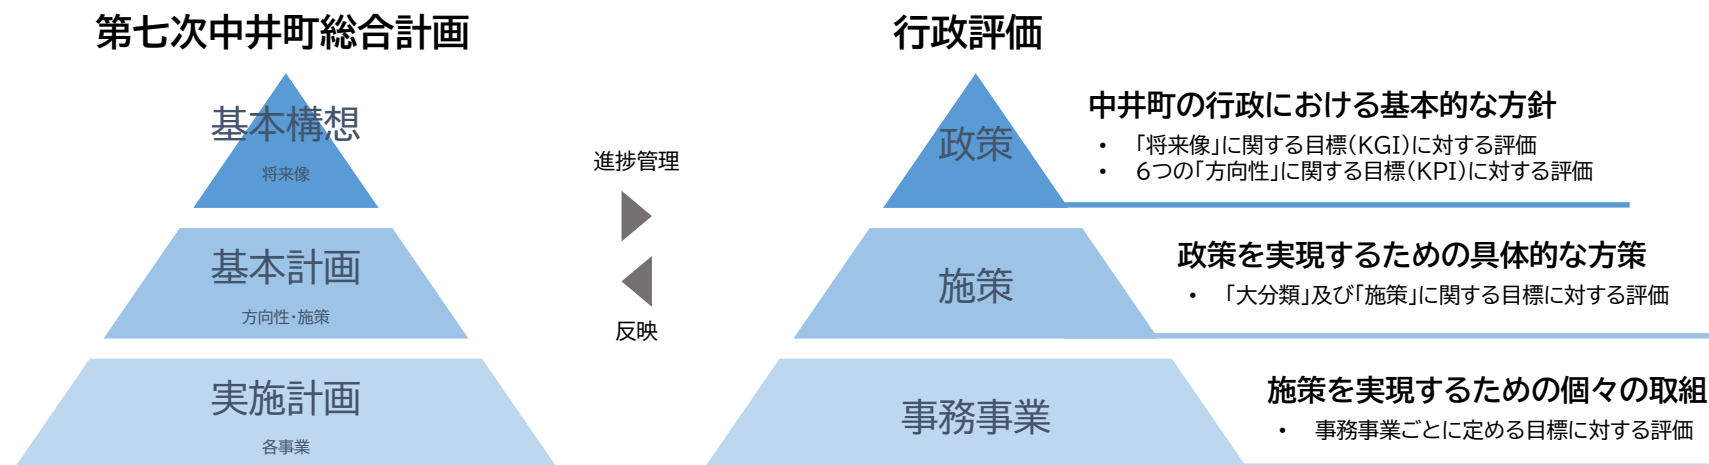 第七次中井町総合計画
基本構想
将来像
基本計画
方向性・施策
実施計画
各事業
進捗管理
反映
行政評価
政策
中井町の行政における基本的な方針
• 「将来像」に関する目標(KGI)に対する評価
• 6つの「方向性」に関する目標(KPI)に対する評価
施策
政策を実現するための具体的な方策
• 「大分類」及び「施策」に関する目標に対する評価
事務事業
施策を実現するための個々の取組
• 事務事業ごとに定める目標に対する評価